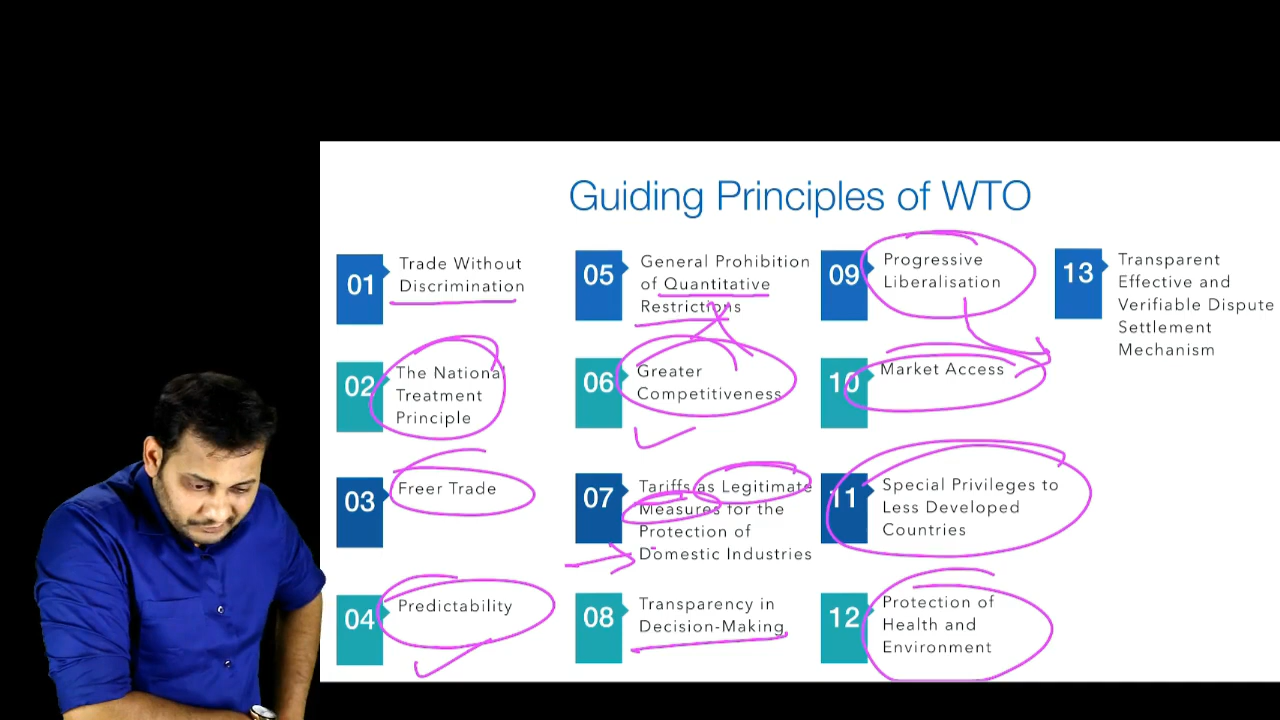 Guiding Principles of WTO
01
Trade Without
Discrimination
02
The National
Treatment
Principle
03
Freer Trade
04
Predictability
05
General Prohibition
of Quantitative
Restrictions
06
Greater
Competitiveness
07
Tariffs as Legitimate
Measures for the
Protection of
Domestic Industries
08
Transparency in
Decision-Making
09
Progressive
Liberalisation
10
Market Access
11
Special Privileges to
Less Developed
Countries
12
Protection of
Health and
Environment
13
Transparent
Effective and
Verifiable Dispute
Settlement
Mechanism